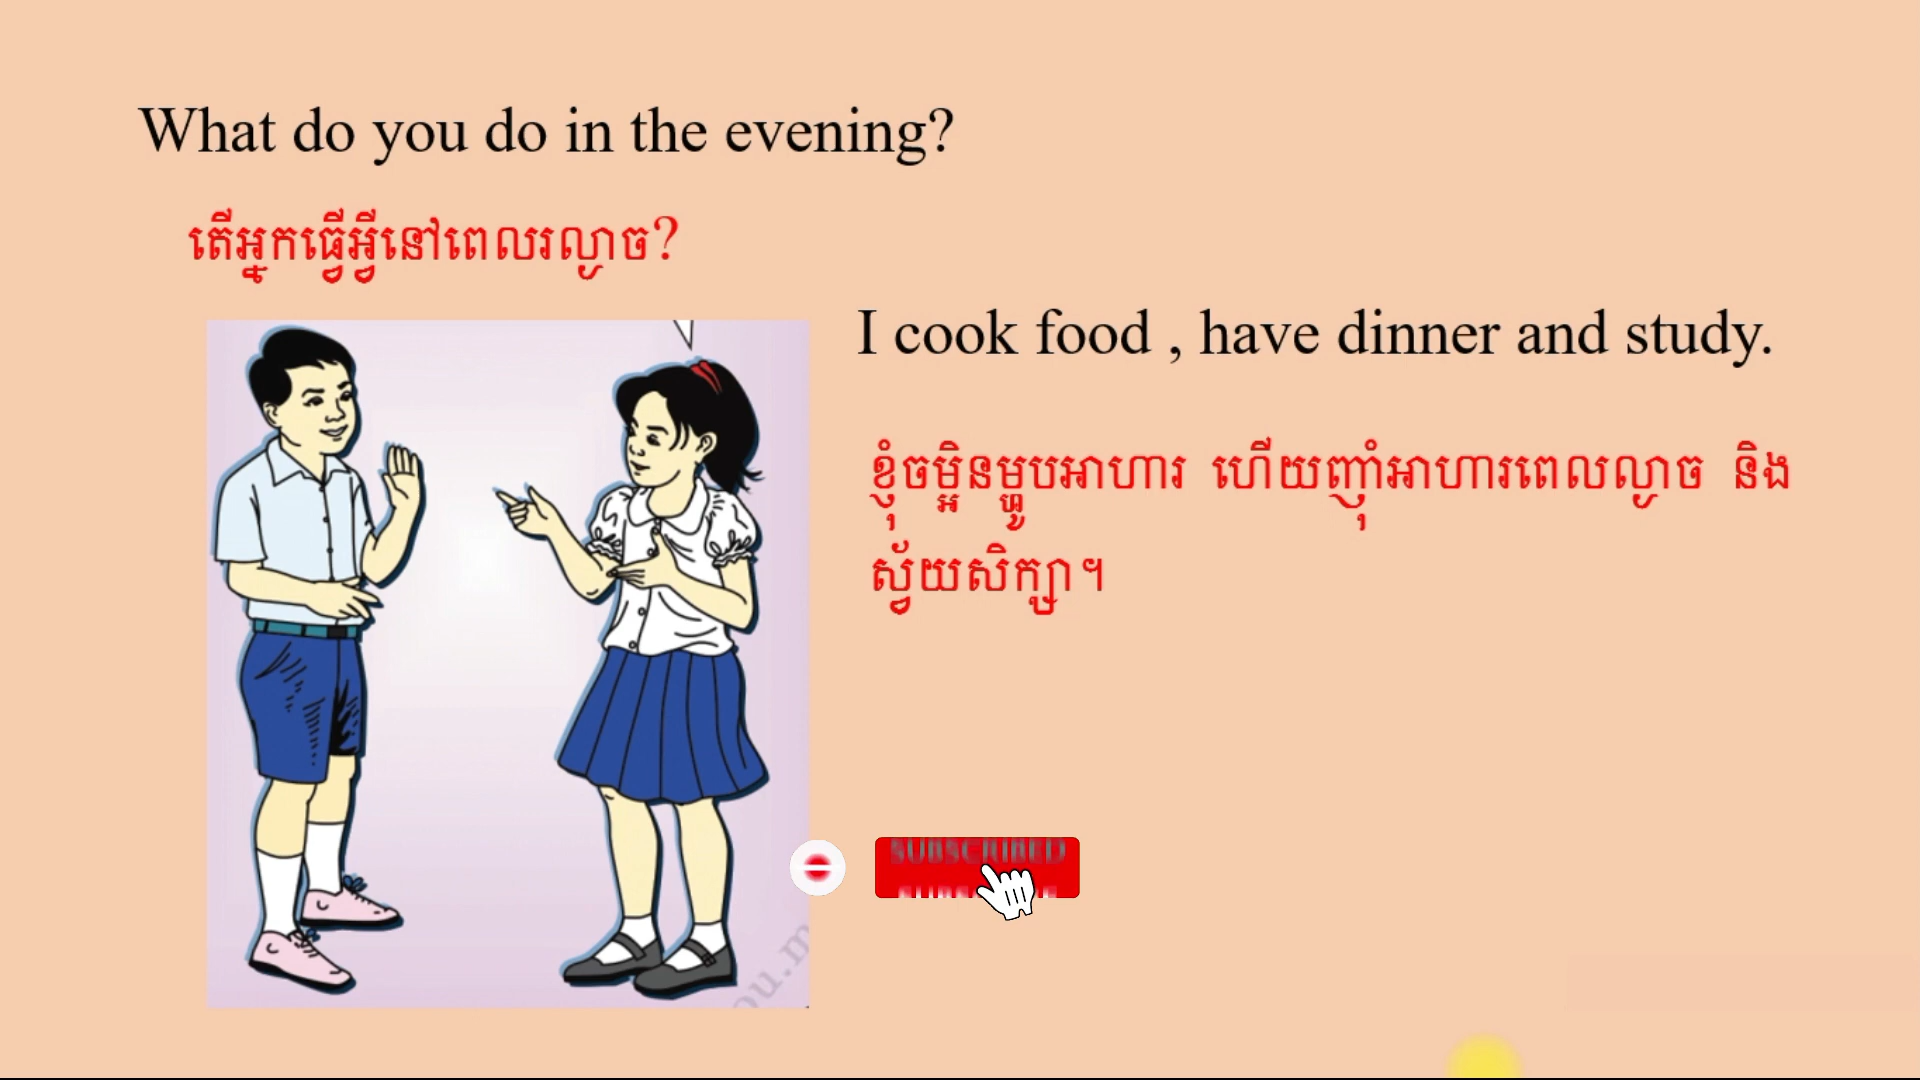 What do you do in the evening?
តើអ្នកធ្វើអ្វីនៅពេលរល្ងាច?
I cook food , have dinner and study.
ខ្ញុំចម្អិនម្ហូបអាហារ ហើយញ៉ាំអាហារពេលល្ងាច និង
ស្វ័យសិក្សា។
SUBSCRIBED
ou.m